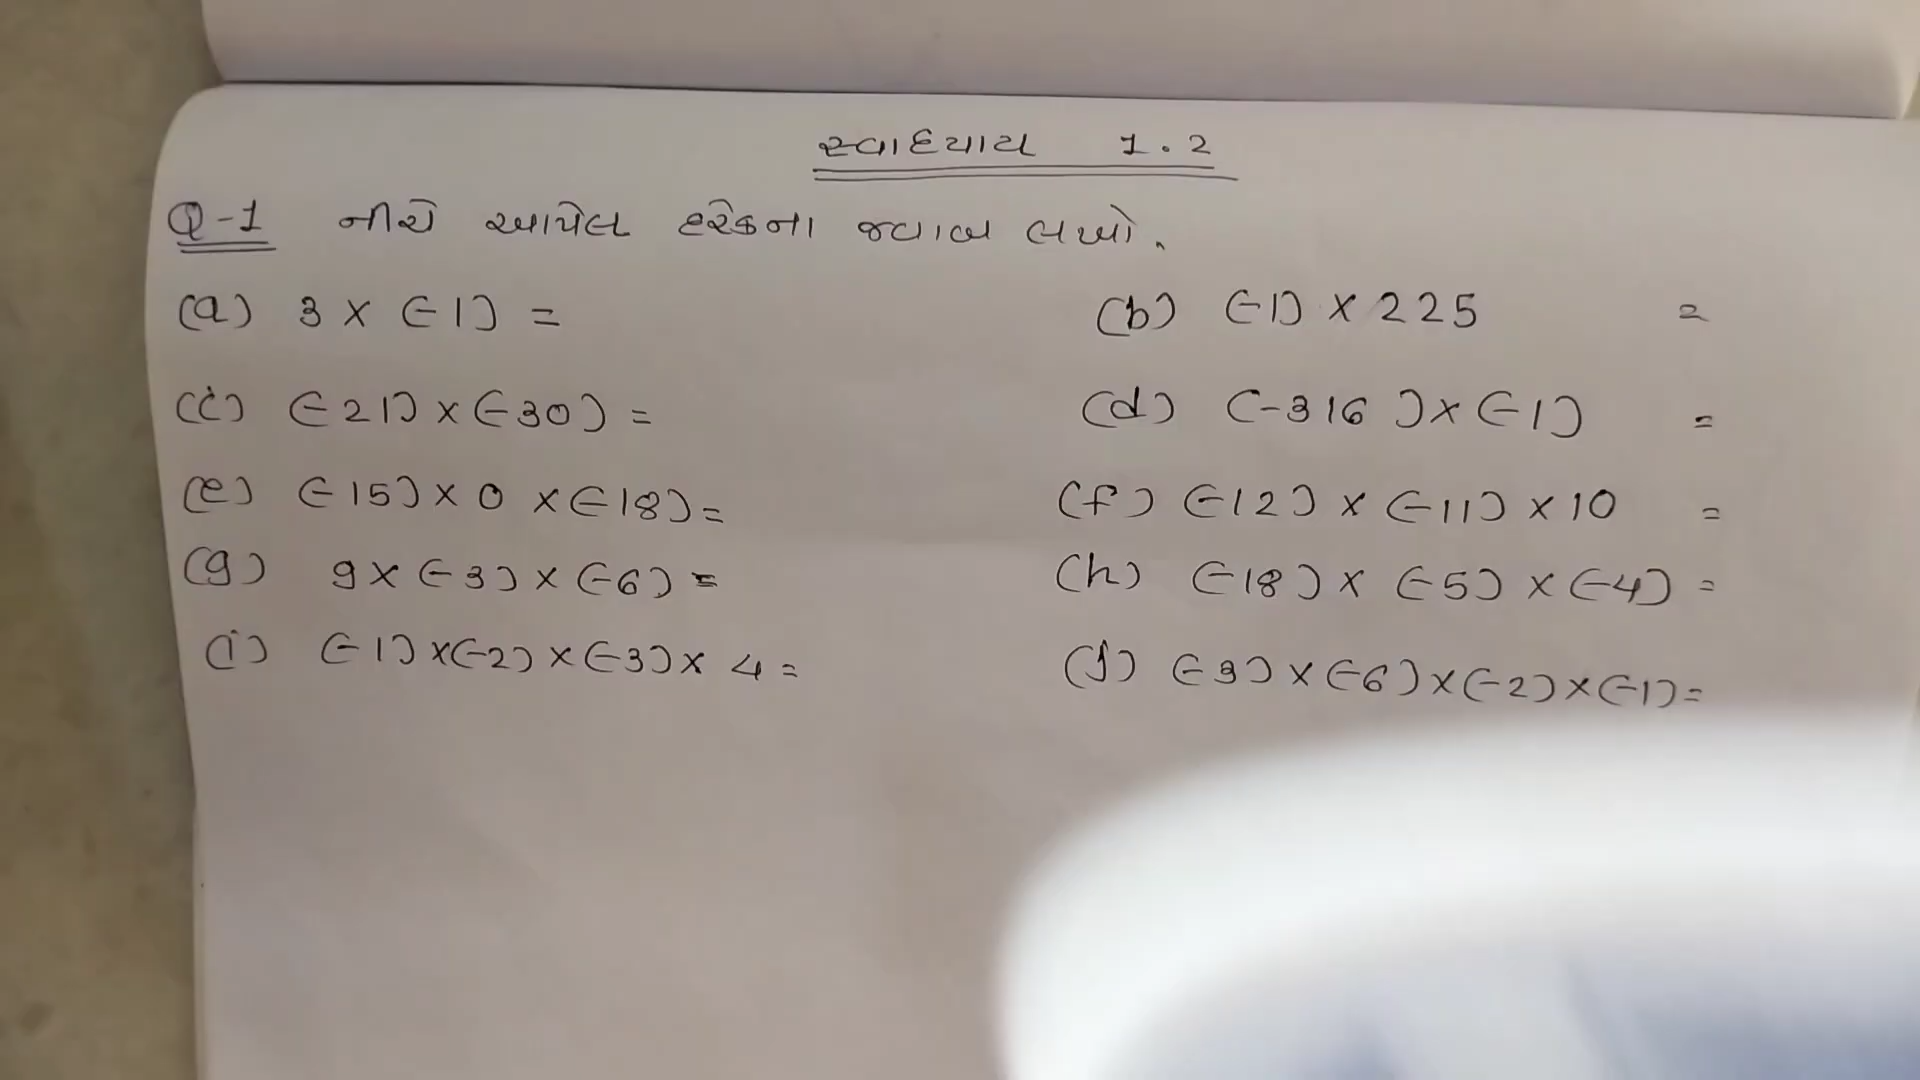 સ્વાધ્યાય 1.2
Q-1 નીચે આપેલ દરેકના જવાબ લખો.
(a) 3 × (-1) = (b) (-1) × 225 =
(c) (-21) × (-30) = (d) (-316) × (-1) =
(e) (-15) × 0 × (-18) = (f) (-12) × (-11) × 10 =
(g) 9 × (-3) × (-6) = (h) (-18) × (-5) × (-4) =
(i) (-1) × (-2) × (-3) × 4 = (j) (-3) × (-6) × (-2) × (-1) =